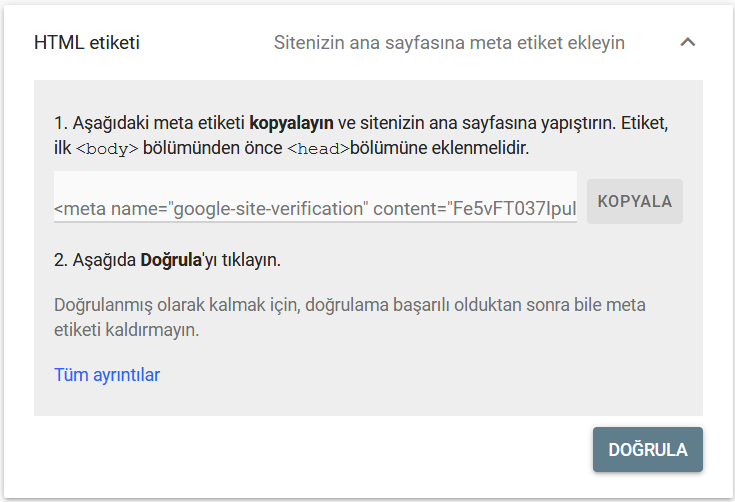 HTML etiketi
Sitenizin ana sayfasına meta etiket ekleyin
1. Aşağıdaki meta etiketi kopyalayın ve sitenizin ana sayfasına yapıştırın. Etiket,
ilk <body> bölümünden önce <head>bölümüne eklenmelidir.
<meta name="google-site-verification" content="Fe5vFT037IpuI
KOPYALA
2. Aşağıda Doğrula'yı tıklayın.
Doğrulanmış olarak kalmak için, doğrulama başarılı olduktan sonra bile meta
etiketi kaldırmayın.
Tüm ayrıntılar
DOĞRULA